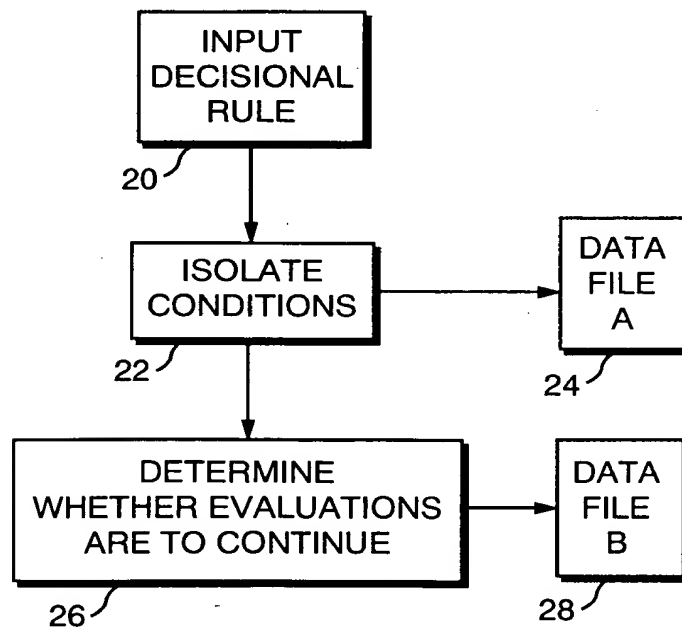 INPUT
DECISIONAL
RULE
20
ISOLATE
CONDITIONS
22
DATA
FILE
A
24
DETERMINE
WHETHER EVALUATIONS
ARE TO CONTINUE
26
DATA
FILE
B
28